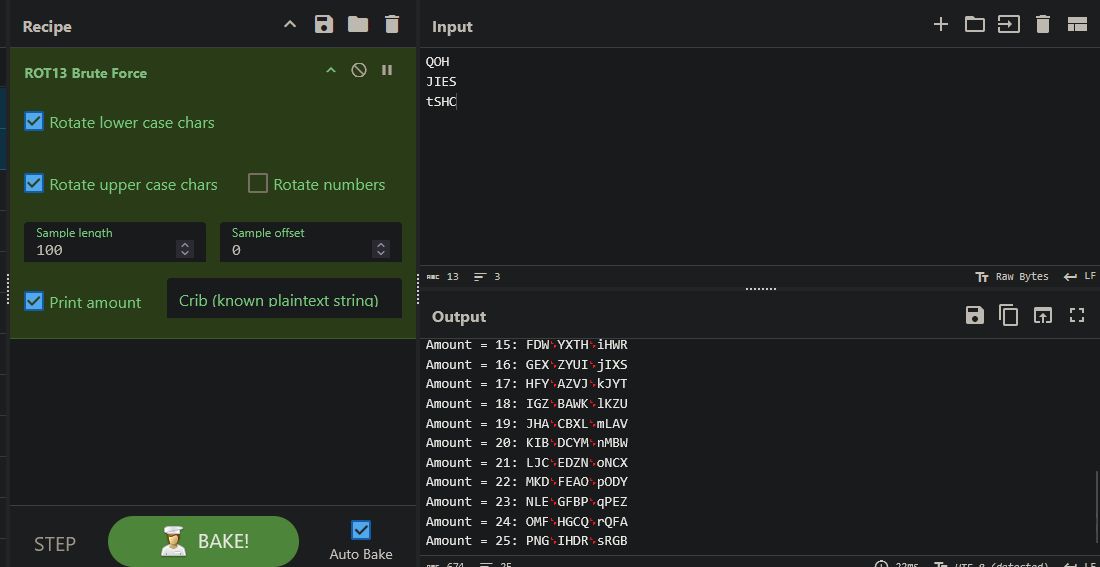 Recipe
ROT13 Brute Force
Rotate lower case chars
Rotate upper case chars
Rotate numbers
Sample length
100
Sample offset
0
Print amount
Crib (known plaintext string)
STEP
BAKE!
Auto Bake
Input
QOH
JIES
tSHC
ABC 13 3
Raw Bytes
LF
Output
Amount = 15: FDW YXTH iHWR
Amount = 16: GEX ZYUI jIXS
Amount = 17: HFY AZVJ kJYT
Amount = 18: IGZ BAWK lKZU
Amount = 19: JHA CBXL mLAV
Amount = 20: KIB DCYM nMBW
Amount = 21: LJC EDZN oNCX
Amount = 22: MKD FEAO pODY
Amount = 23: NLE GFBP qPEZ
Amount = 24: OMF HGCQ rQFA
Amount = 25: PNG IHDR sRGB